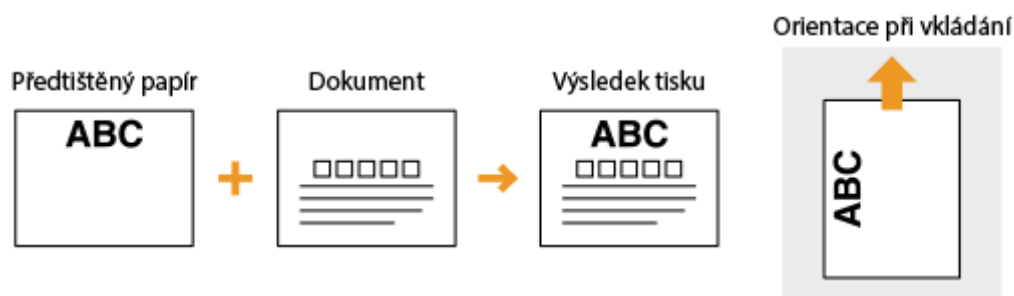 Orientace při vkládání
Předtištěný papír
Dokument
Výsledek tisku
ABC
ABC
ABC